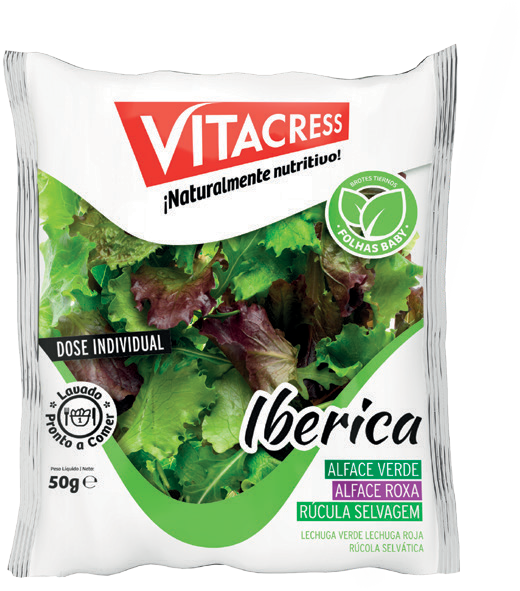 VITACRESS
¡Naturalmente nutritivo!
BROTES TIERNOS
FOLHAS BABY
DOSE INDIVIDUAL
Lavado
1
Pronto a Comer
Peso Líquido / Neto:
50g ℮
Iberica
ALFACE VERDE
ALFACE ROXA
RÚCULA SELVAGEM
LECHUGA VERDE LECHUGA ROJA
RÚCOLA SELVÁTICA